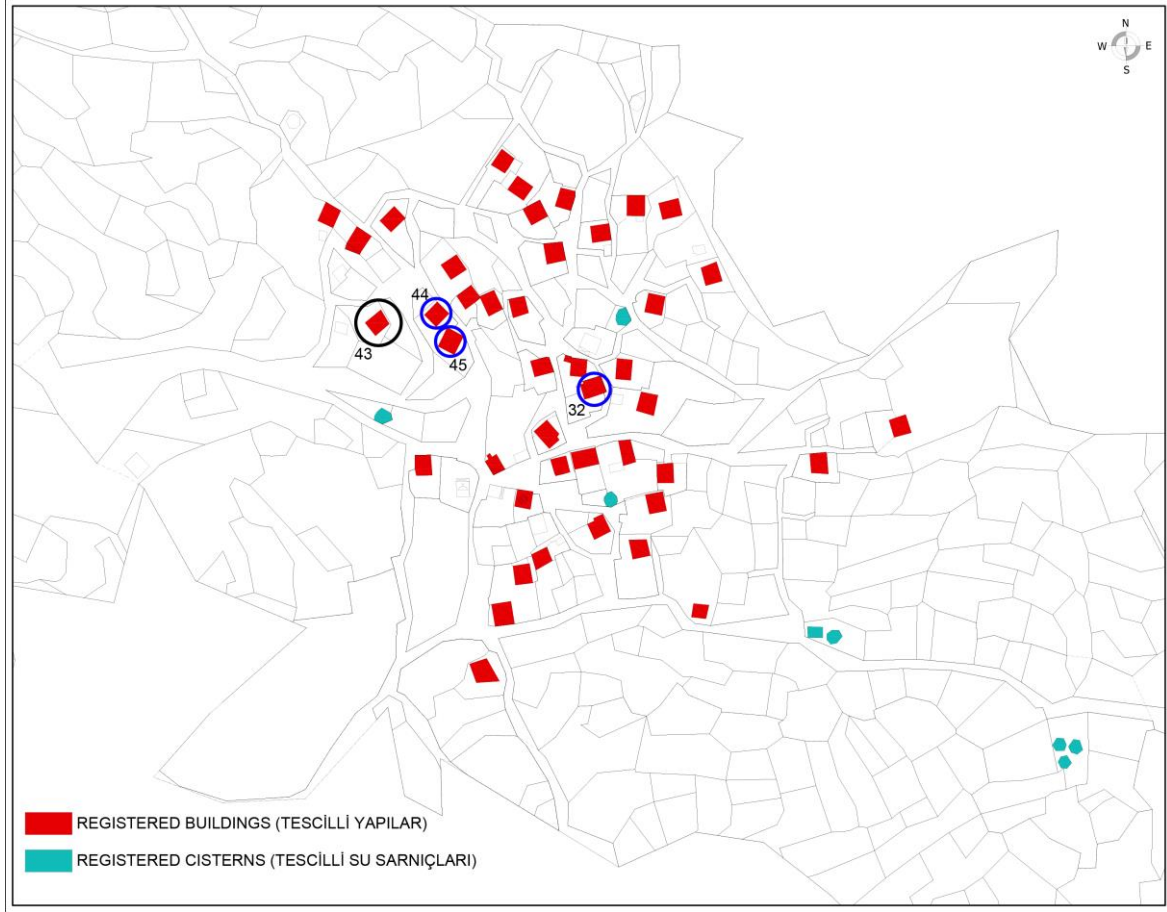 N
W E
S
44
43
45
32
REGISTERED BUILDINGS (TESCİLLİ YAPILAR)
REGISTERED CISTERNS (TESCİLLİ SU SARNIÇLARI)